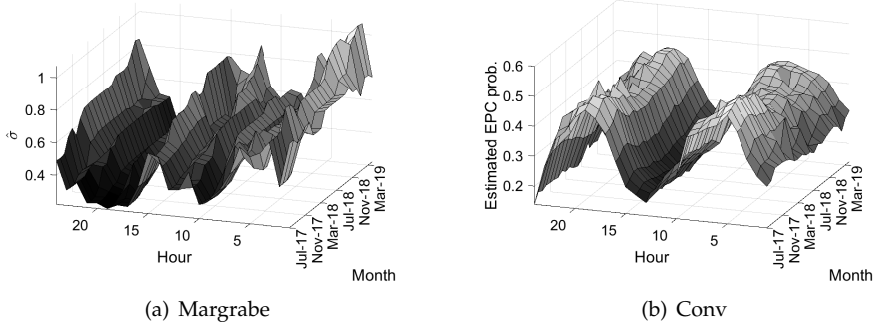 1
0.8
0.6
0.4
σ̂
20
15
10
5
Hour
Jul-17
Nov-17
Mar-18
Jul-18
Nov-18
Mar-19
Month
(a) Margrabe
0.6
0.5
0.4
0.3
0.2
Estimated EPC prob.
20
15
10
5
Hour
Jul-17
Nov-17
Mar-18
Jul-18
Nov-18
Mar-19
Month
(b) Conv